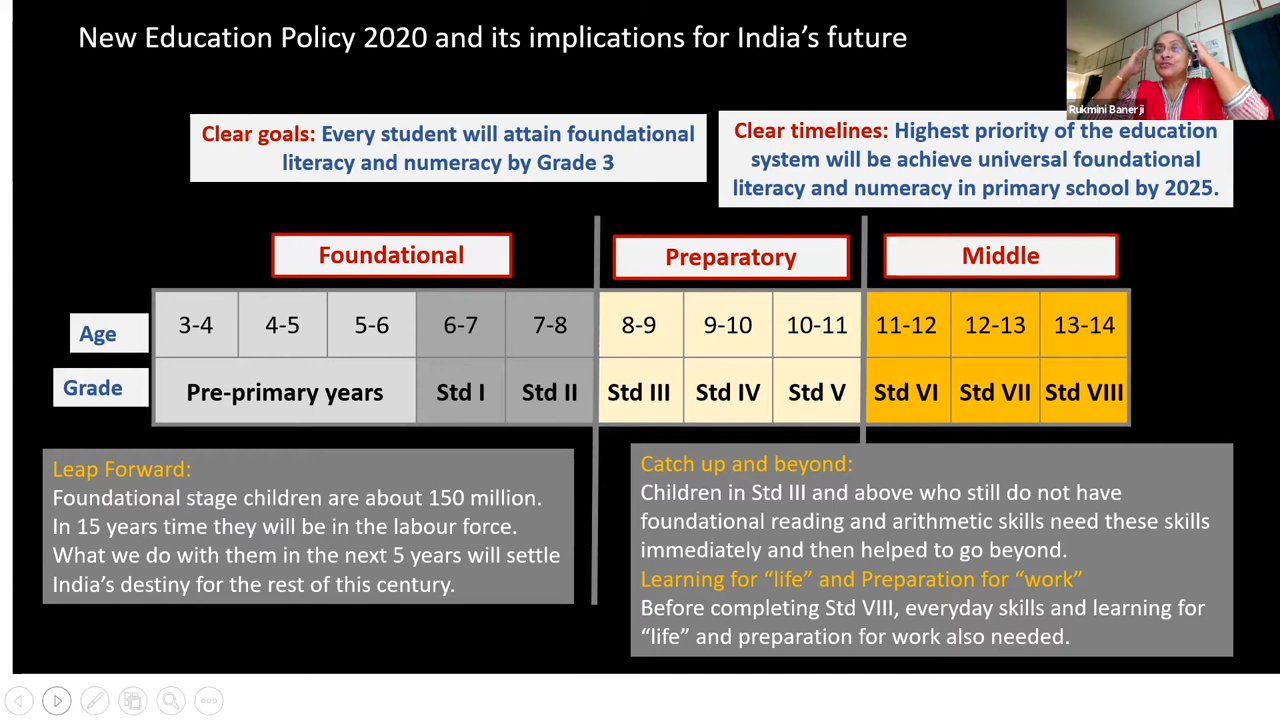 New Education Policy 2020 and its implications for India's future
Rukmini Banerji
Clear goals: Every student will attain foundational
literacy and numeracy by Grade 3
Clear timelines: Highest priority of the education
system will be achieve universal foundational
literacy and numeracy in primary school by 2025.
Foundational
Preparatory
Middle
Age
3-4 4-5 5-6 6-7 7-8 8-9 9-10 10-11 11-12 12-13 13-14
Grade
Pre-primary years Std I Std II Std III Std IV Std V Std VI Std VII Std VIII
Leap Forward:
Foundational stage children are about 150 million.
In 15 years time they will be in the labour force.
What we do with them in the next 5 years will settle
India's destiny for the rest of this century.
Catch up and beyond:
Children in Std III and above who still do not have
foundational reading and arithmetic skills need these skills
immediately and then helped to go beyond.
Learning for “life” and Preparation for “work”
Before completing Std VIII, everyday skills and learning for
“life” and preparation for work also needed.